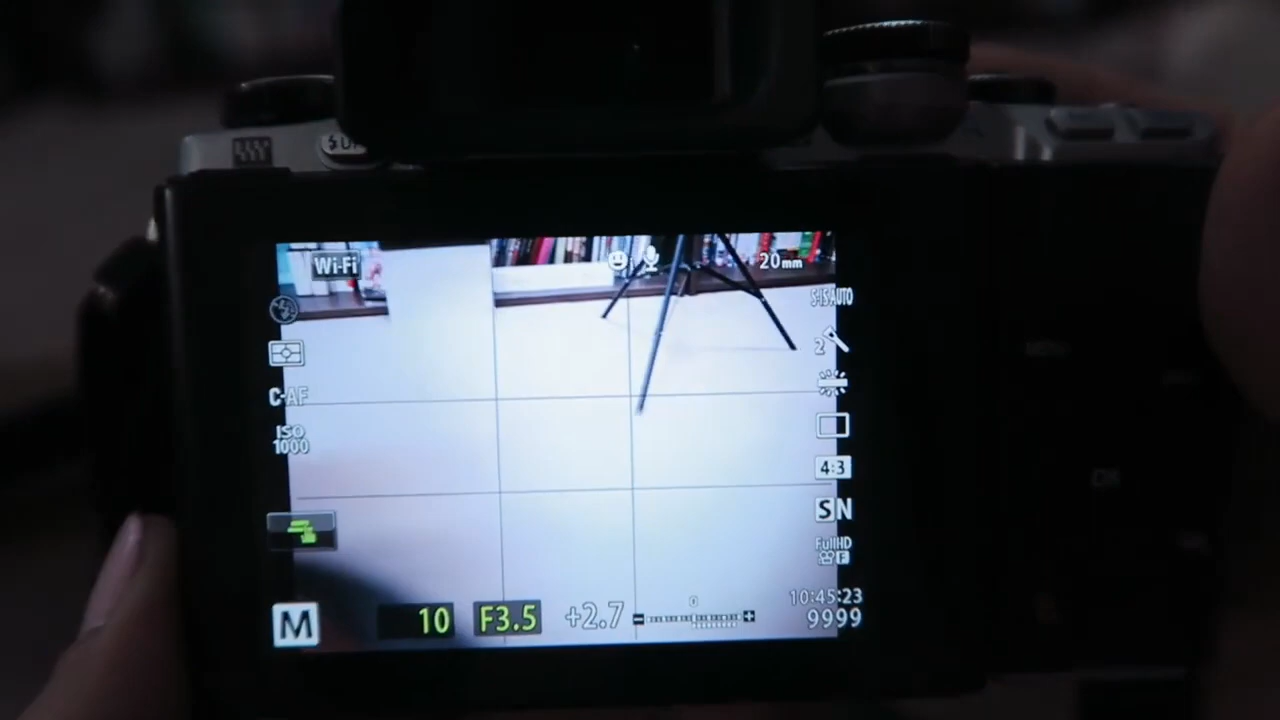 Wi-Fi
20mm
S-IS AUTO
2
C-AF
ISO
1000
4:3
SN
FullHD
F
M
10
F3.5
+2.7
0
10:45:23
9999